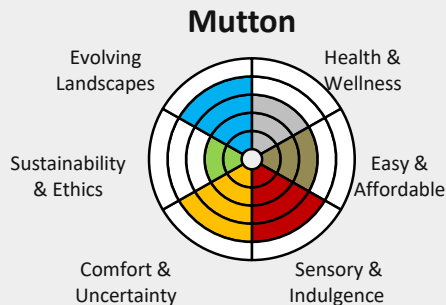 Mutton
Evolving
Landscapes
Health &
Wellness
Sustainability
& Ethics
Easy &
Affordable
Comfort &
Uncertainty
Sensory &
Indulgence